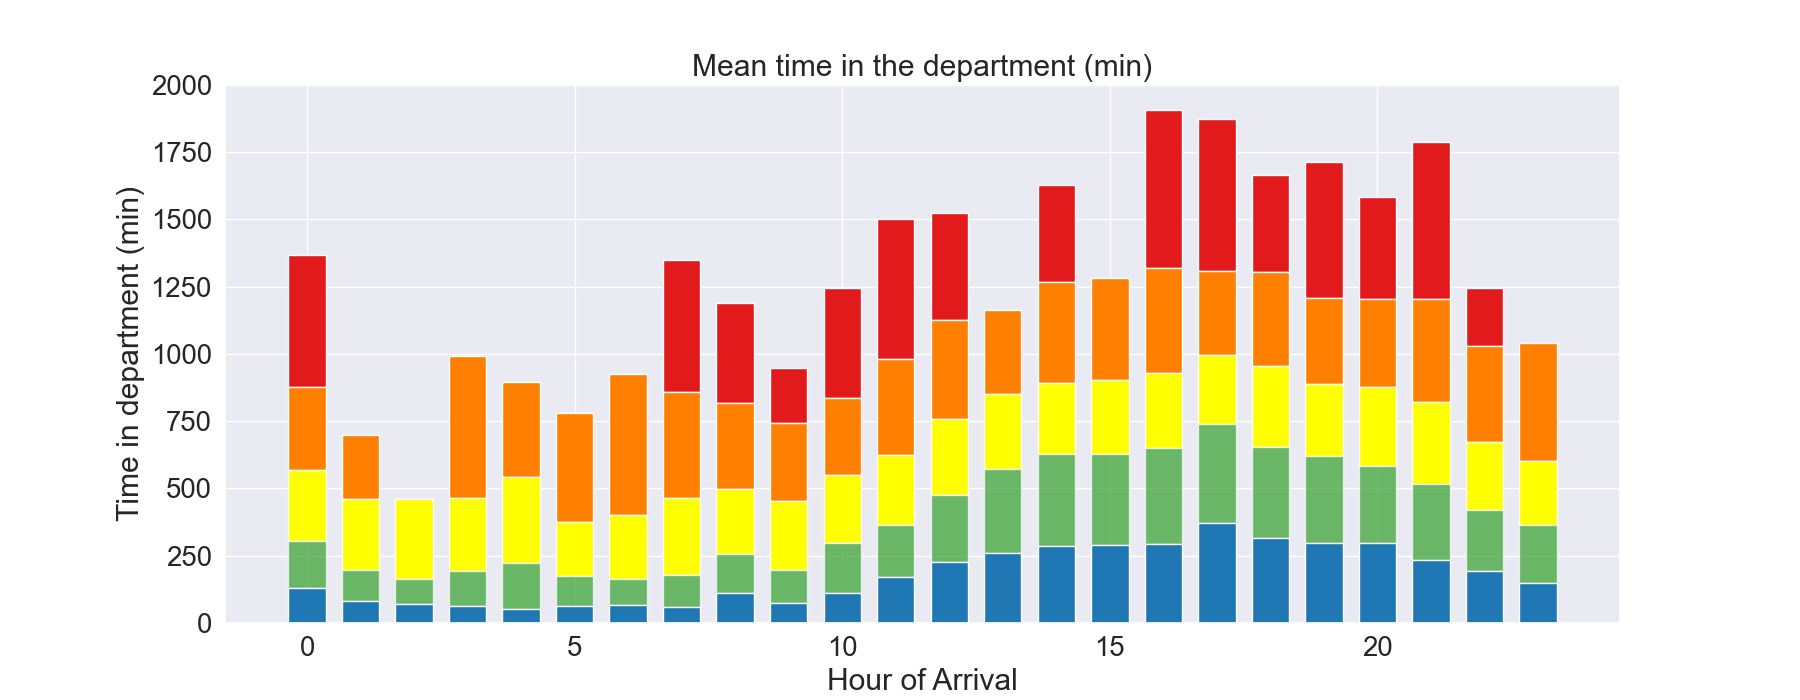 Mean time in the department (min)
Time in department (min)
2000
1750
1500
1250
1000
750
500
250
0
0 5 10 15 20
Hour of Arrival